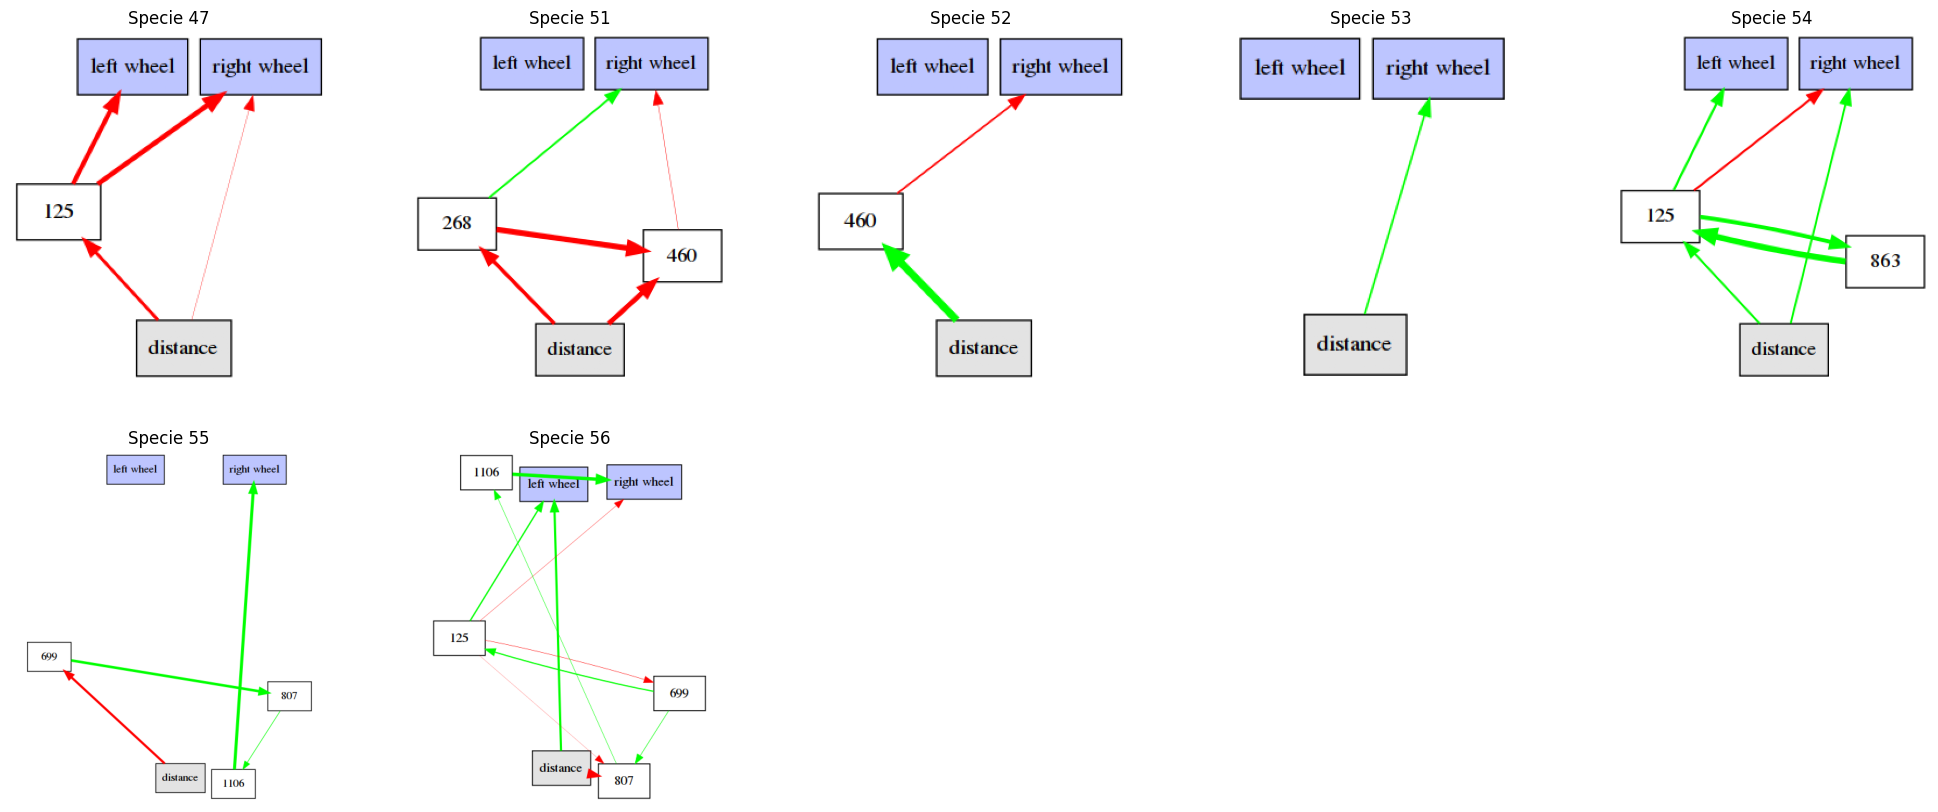 Specie 47
left wheel
right wheel
125
distance
Specie 51
left wheel
right wheel
268
460
distance
Specie 52
left wheel
right wheel
460
distance
Specie 53
left wheel
right wheel
distance
Specie 54
left wheel
right wheel
125
863
distance
Specie 55
left wheel
right wheel
699
807
distance
1106
Specie 56
1106
left wheel
right wheel
125
699
distance
807